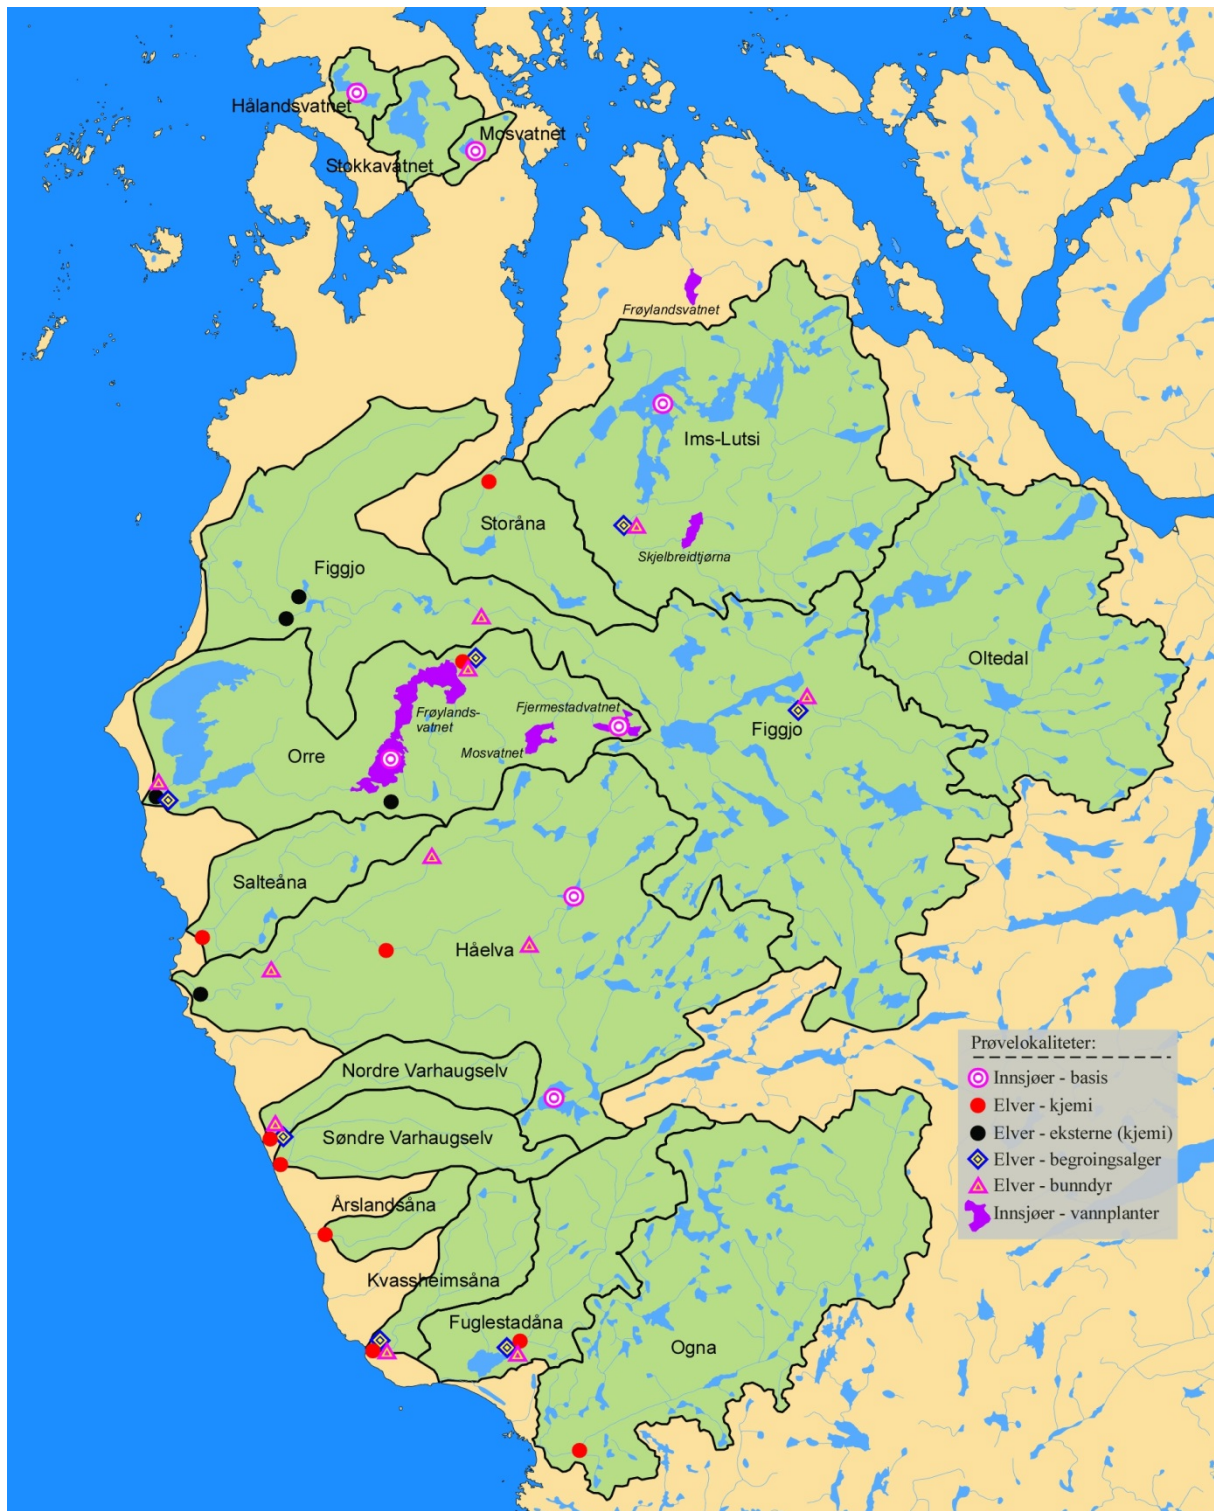 Hålandsvatnet
Mosvatnet
Stokkavatnet
Frøylandsvatnet
Ims-Lutsi
Storåna
Skjelbreidtjørna
Figgjo
Oltedal
Fjermestadvatnet
Frøylands-
vatnet
Figgjo
Mosvatnet
Orre
Salteåna
Håelva
Prøvelokaliteter:
Innsjøer - basis
Elver - kjemi
Elver - eksterne (kjemi)
Elver - begroingsalger
Elver - bunndyr
Innsjøer - vannplanter
Nordre Varhaugselv
Søndre Varhaugselv
Årslandsåna
Kvassheimsåna
Fuglestadåna
Ogna